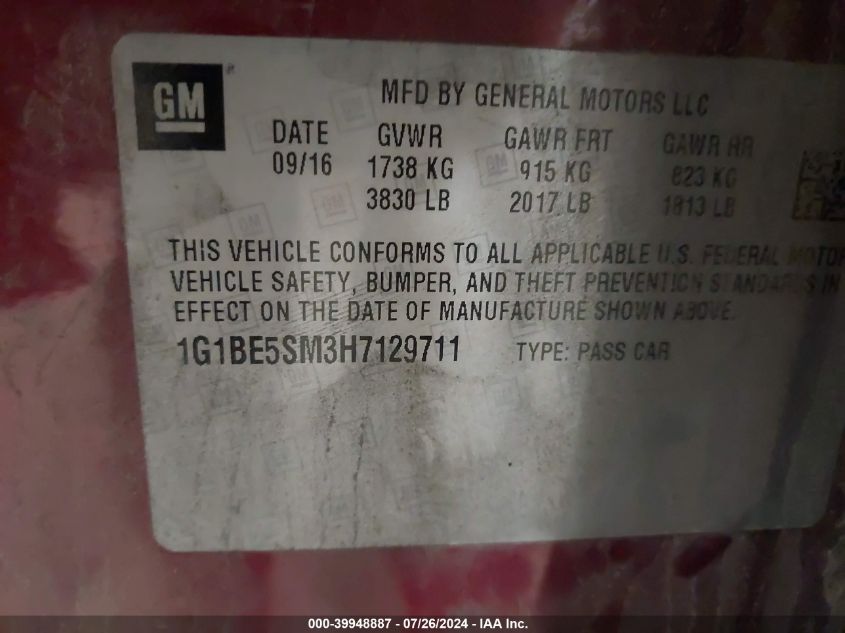 GM
MFD BY GENERAL MOTORS LLC
DATE GVWR GAWR FRT GAWR RR
09/16 1738 KG 915 KG 823 KG
3830 LB 2017 LB 1813 LB
THIS VEHICLE CONFORMS TO ALL APPLICABLE U.S. FEDERAL MOTOR
VEHICLE SAFETY, BUMPER, AND THEFT PREVENTION STANDARDS IN
EFFECT ON THE DATE OF MANUFACTURE SHOWN ABOVE.
1G1BE5SM3H7129711 TYPE: PASS CAR
000-39948887 - 07/26/2024 - IAA Inc.